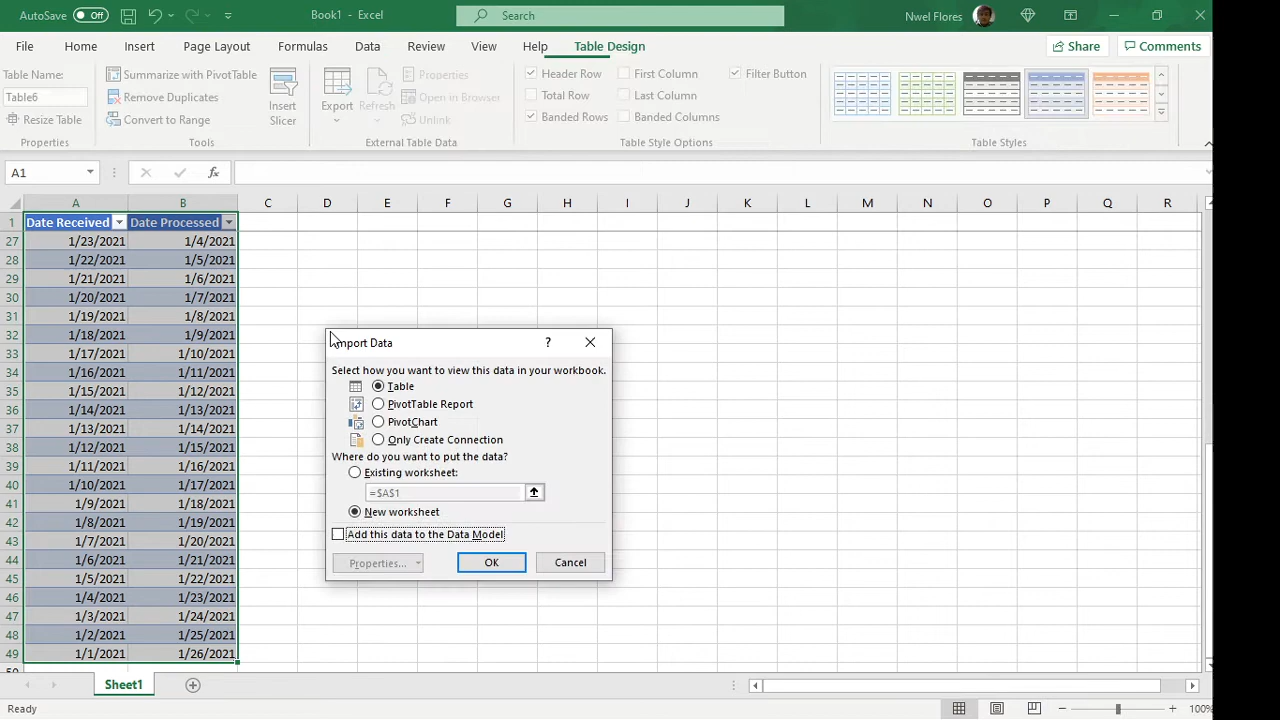 AutoSave Off Book1 - Excel Search Nwel Flores
File Home Insert Page Layout Formulas Data Review View Help Table Design Share Comments
Table Name:
Table6
Resize Table
Properties
Summarize with PivotTable
Remove Duplicates
Convert to Range
Tools
Insert
Slicer
Export
Refresh
Properties
Open in Browser
Unlink
External Table Data
Header Row First Column Filter Button
Total Row Last Column
Banded Rows Banded Columns
Table Style Options
Table Styles
A1 fx
A B C D E F G H I J K L M N O P Q R
1 Date Received Date Processed
27 1/23/2021 1/4/2021
28 1/22/2021 1/5/2021
29 1/21/2021 1/6/2021
30 1/20/2021 1/7/2021
31 1/19/2021 1/8/2021
32 1/18/2021 1/9/2021
33 1/17/2021 1/10/2021
34 1/16/2021 1/11/2021
35 1/15/2021 1/12/2021
36 1/14/2021 1/13/2021
37 1/13/2021 1/14/2021
38 1/12/2021 1/15/2021
39 1/11/2021 1/16/2021
40 1/10/2021 1/17/2021
41 1/9/2021 1/18/2021
42 1/8/2021 1/19/2021
43 1/7/2021 1/20/2021
44 1/6/2021 1/21/2021
45 1/5/2021 1/22/2021
46 1/4/2021 1/23/2021
47 1/3/2021 1/24/2021
48 1/2/2021 1/25/2021
49 1/1/2021 1/26/2021
50
Import Data ?
Select how you want to view this data in your workbook.
Table
PivotTable Report
PivotChart
Only Create Connection
Where do you want to put the data?
Existing worksheet:
=$A$1
New worksheet
Add this data to the Data Model
Properties... OK Cancel
Sheet1
Ready 100%